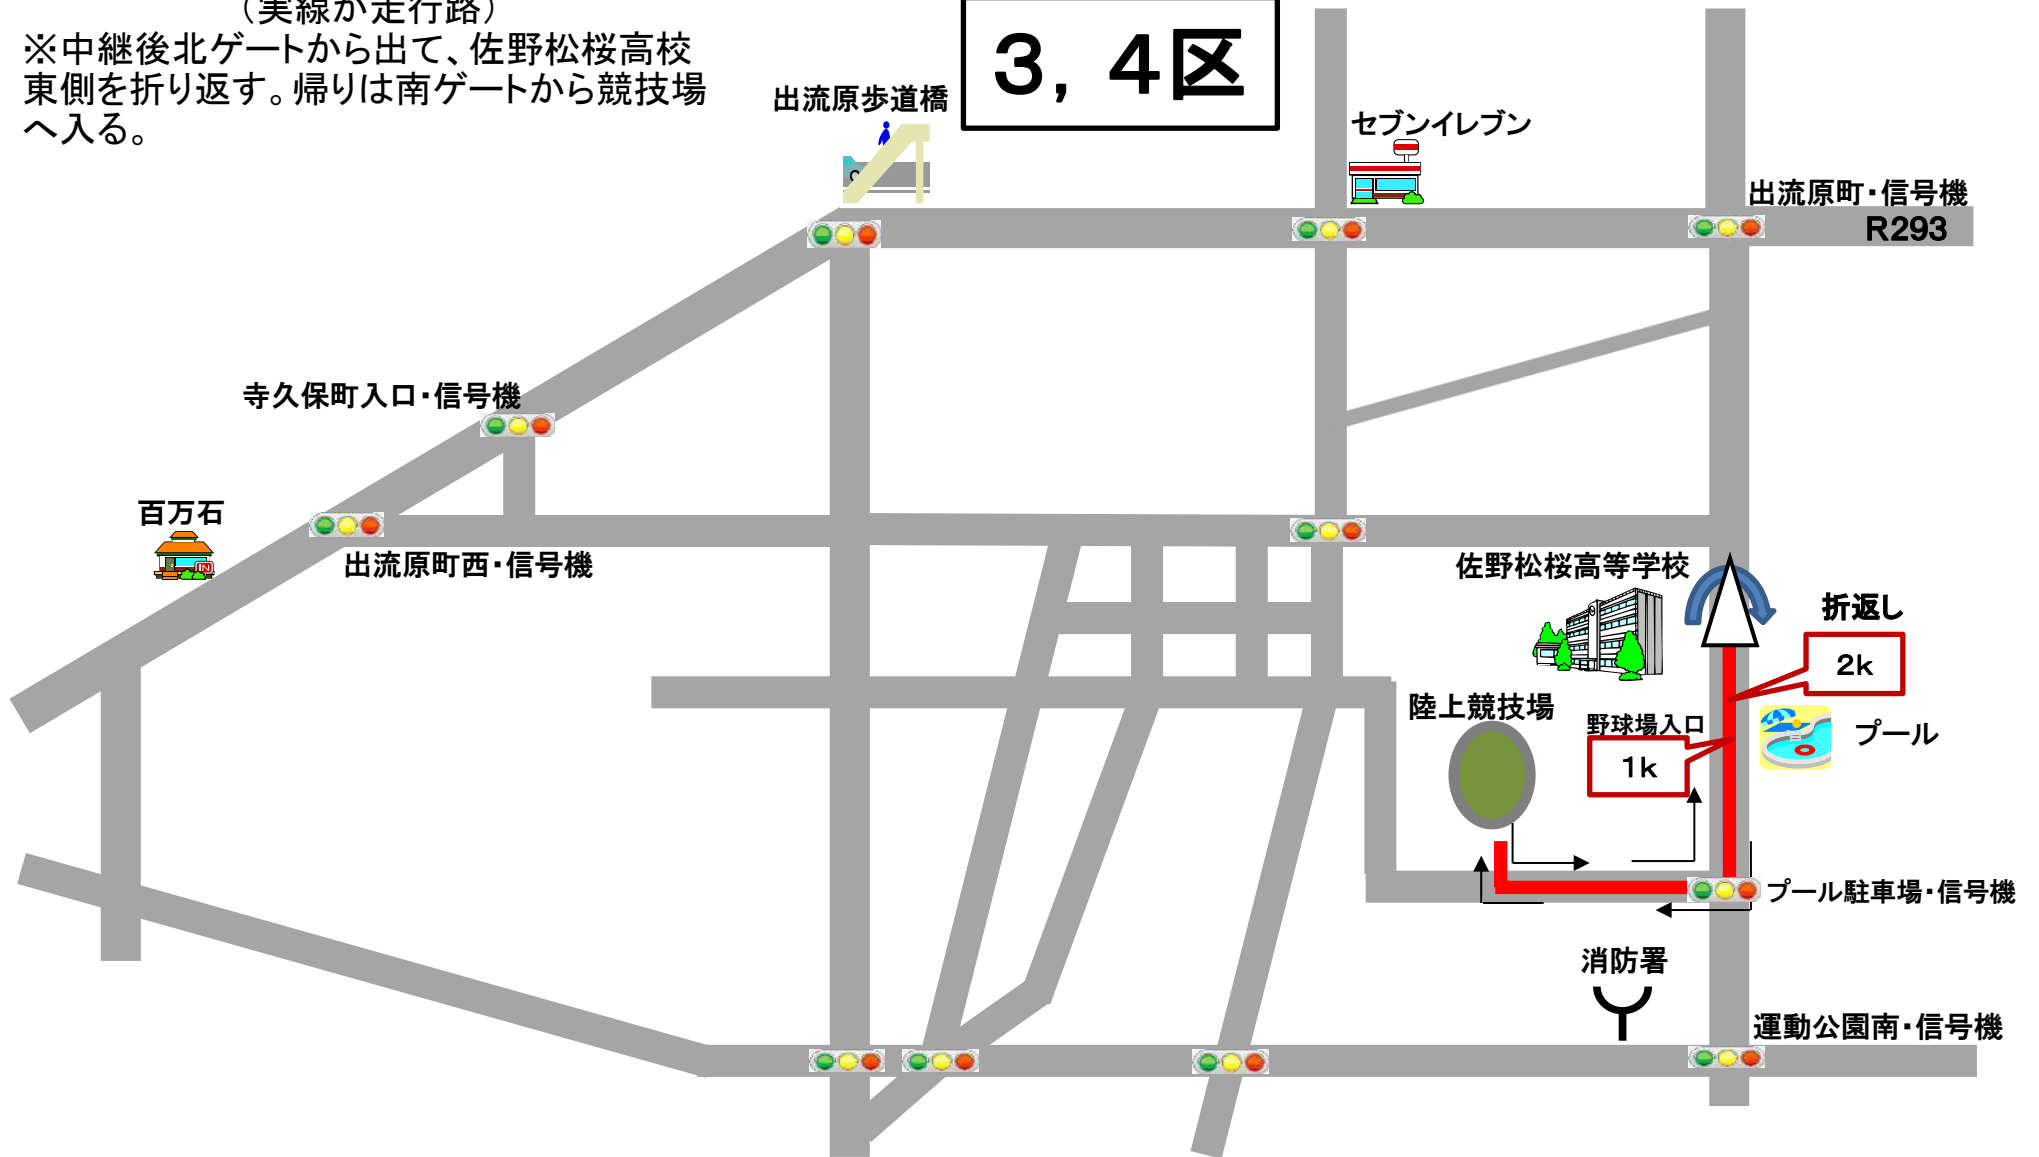 （実線が走行路）
※中継後北ゲートから出て、佐野松桜高校
東側を折り返す。帰りは南ゲートから競技場
へ入る。
３，４区
出流原歩道橋
セブンイレブン
出流原町・信号機
R293
寺久保町入口・信号機
百万石
出流原町西・信号機
佐野松桜高等学校
折返し
2k
陸上競技場
野球場入口
1k
プール
プール駐車場・信号機
消防署
運動公園南・信号機